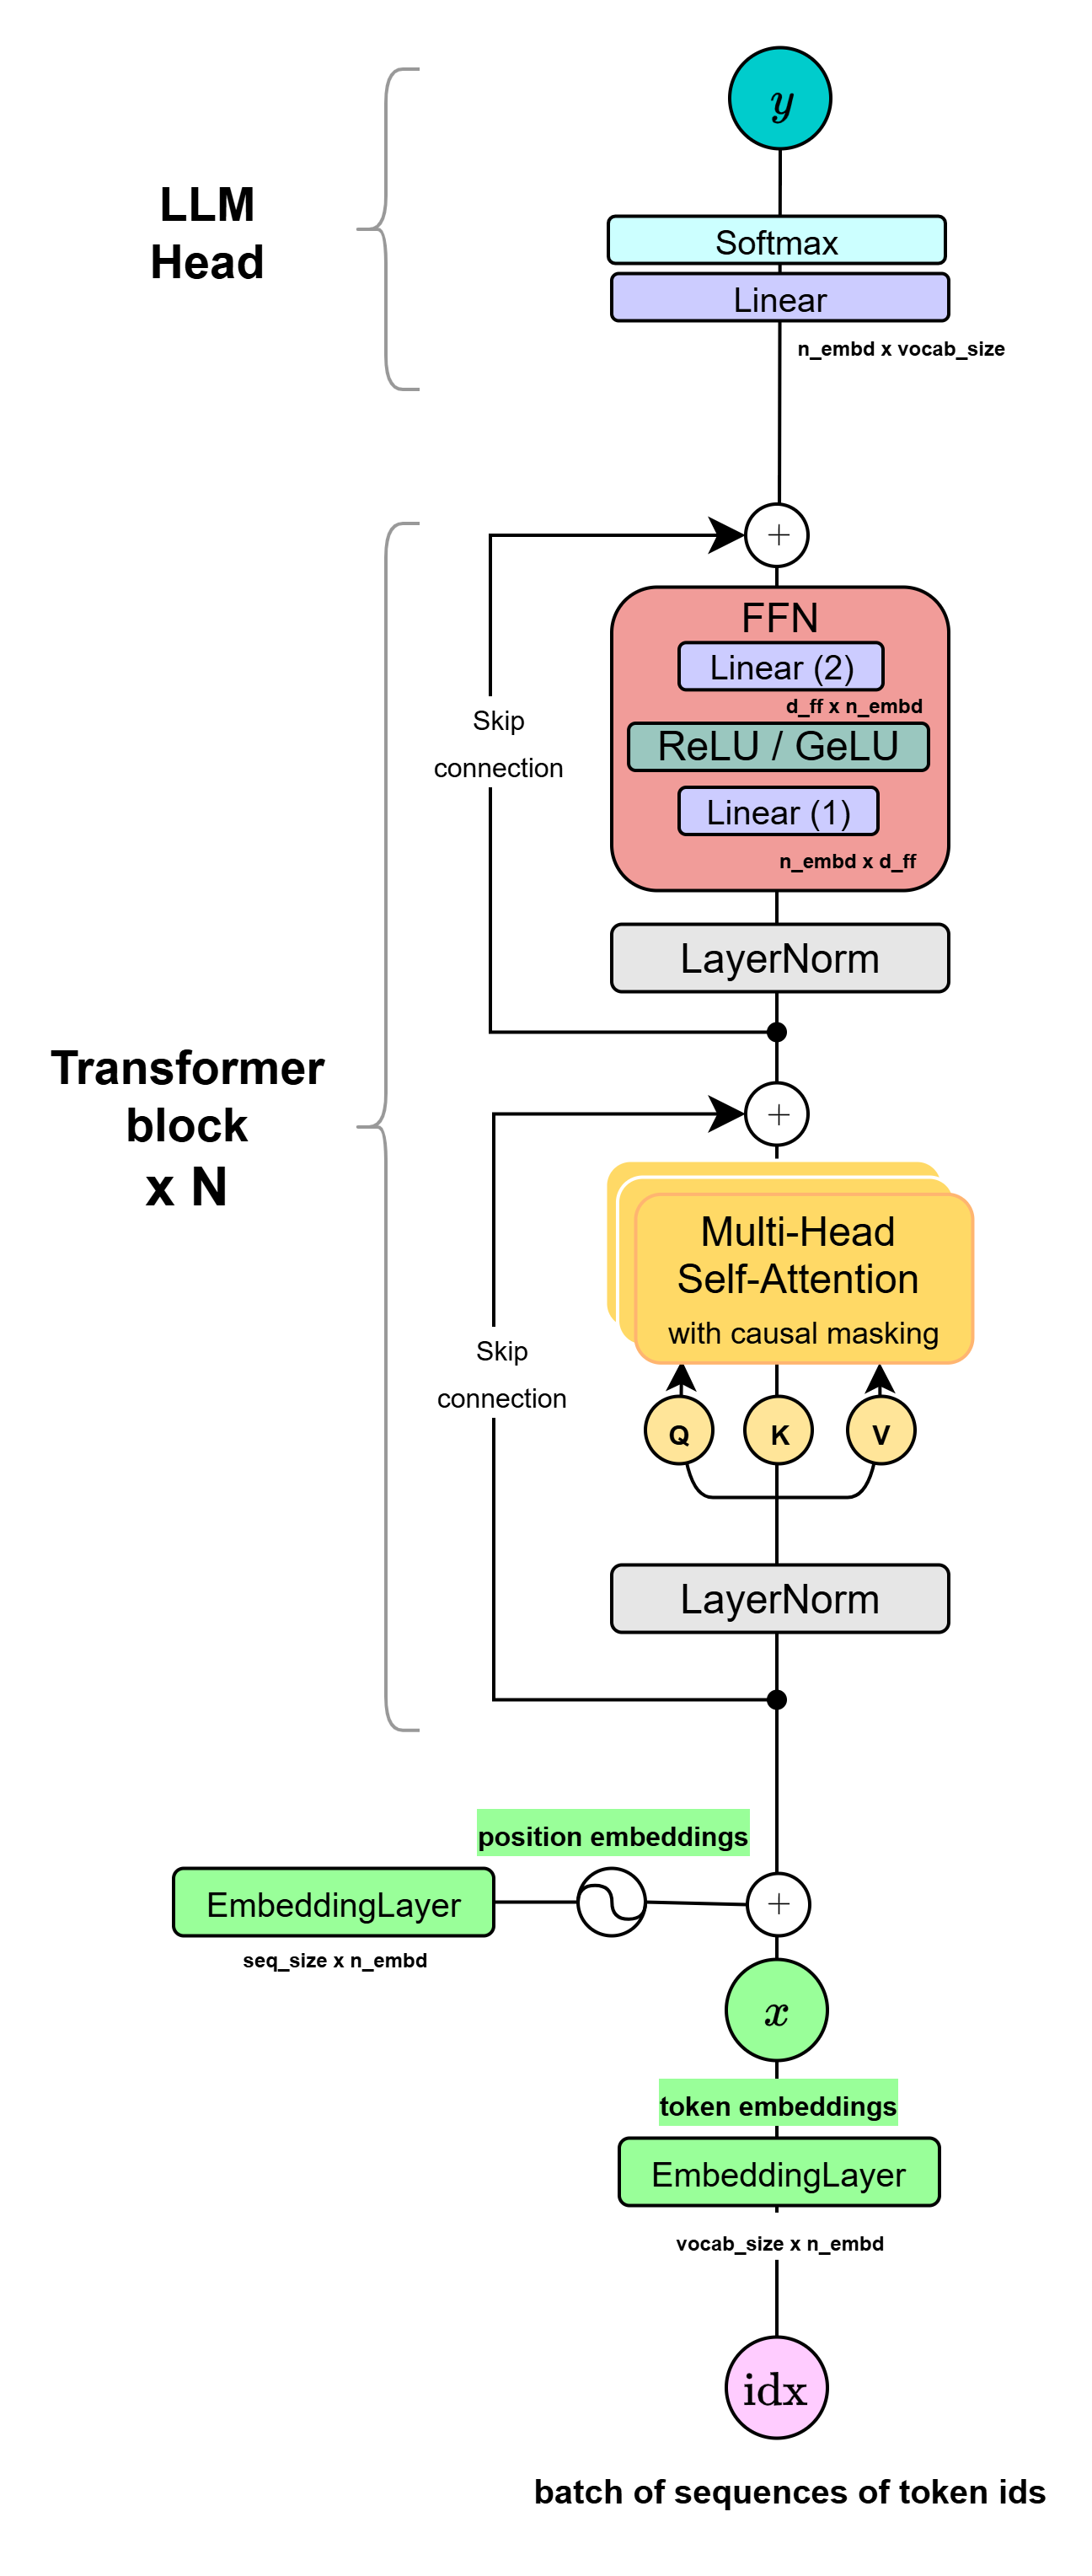 y
LLM
Head
Softmax
Linear
n_embd x vocab_size
+
FFN
Linear (2)
d_ff x n_embd
ReLU / GeLU
Linear (1)
n_embd x d_ff
Skip
connection
LayerNorm
Transformer
block
x N
+
Multi-Head
Self-Attention
with causal masking
Skip
connection
Q K V
LayerNorm
position embeddings
EmbeddingLayer
+
seq_size x n_embd
x
token embeddings
EmbeddingLayer
vocab_size x n_embd
idx
batch of sequences of token ids